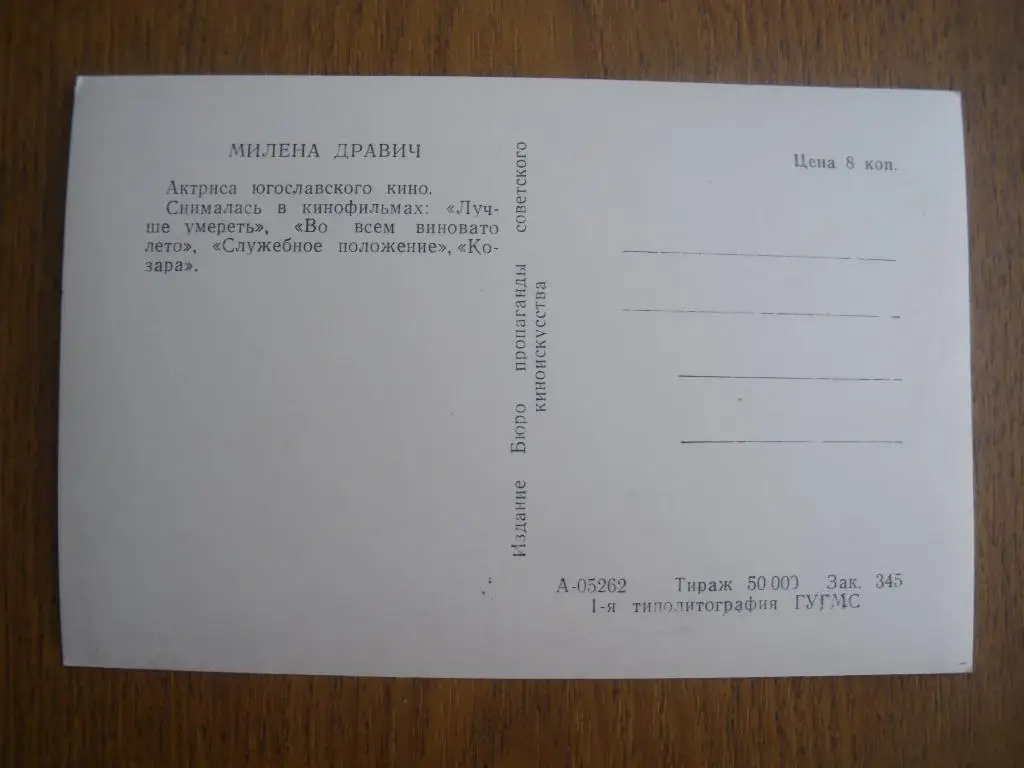 МИЛЕНА ДРАВИЧ
Актриса югославского кино.
Снималась в кинофильмах: «Луч-
ше умереть», «Во всем виновато
лето», «Служебное положение», «Ко-
зара».
Издание Бюро пропаганды советского
киноискусства
Цена 8 коп.
А-05262 Тираж 50 000 Зак. 345
1-я типолитография ГУГМС